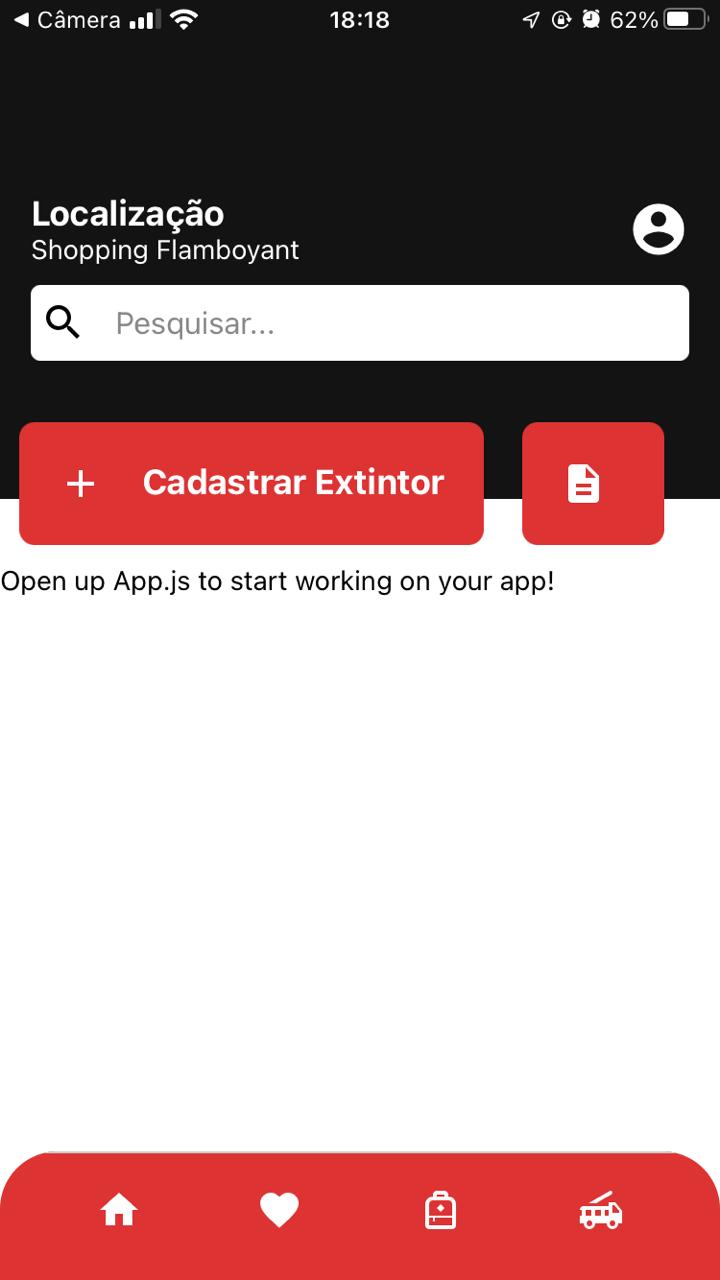 Câmera
18:18
62%
Localização
Shopping Flamboyant
Pesquisar...
Cadastrar Extintor
Open up App.js to start working on your app!